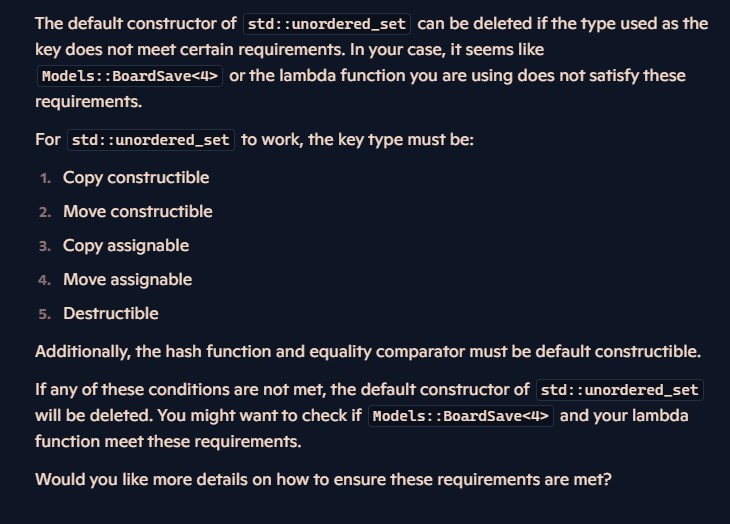 The default constructor of std::unordered_set can be deleted if the type used as the
key does not meet certain requirements. In your case, it seems like
Models::BoardSave<4> or the lambda function you are using does not satisfy these
requirements.
For std::unordered_set to work, the key type must be:
1. Copy constructible
2. Move constructible
3. Copy assignable
4. Move assignable
5. Destructible
Additionally, the hash function and equality comparator must be default constructible.
If any of these conditions are not met, the default constructor of std::unordered_set
will be deleted. You might want to check if Models::BoardSave<4> and your lambda
function meet these requirements.
Would you like more details on how to ensure these requirements are met?